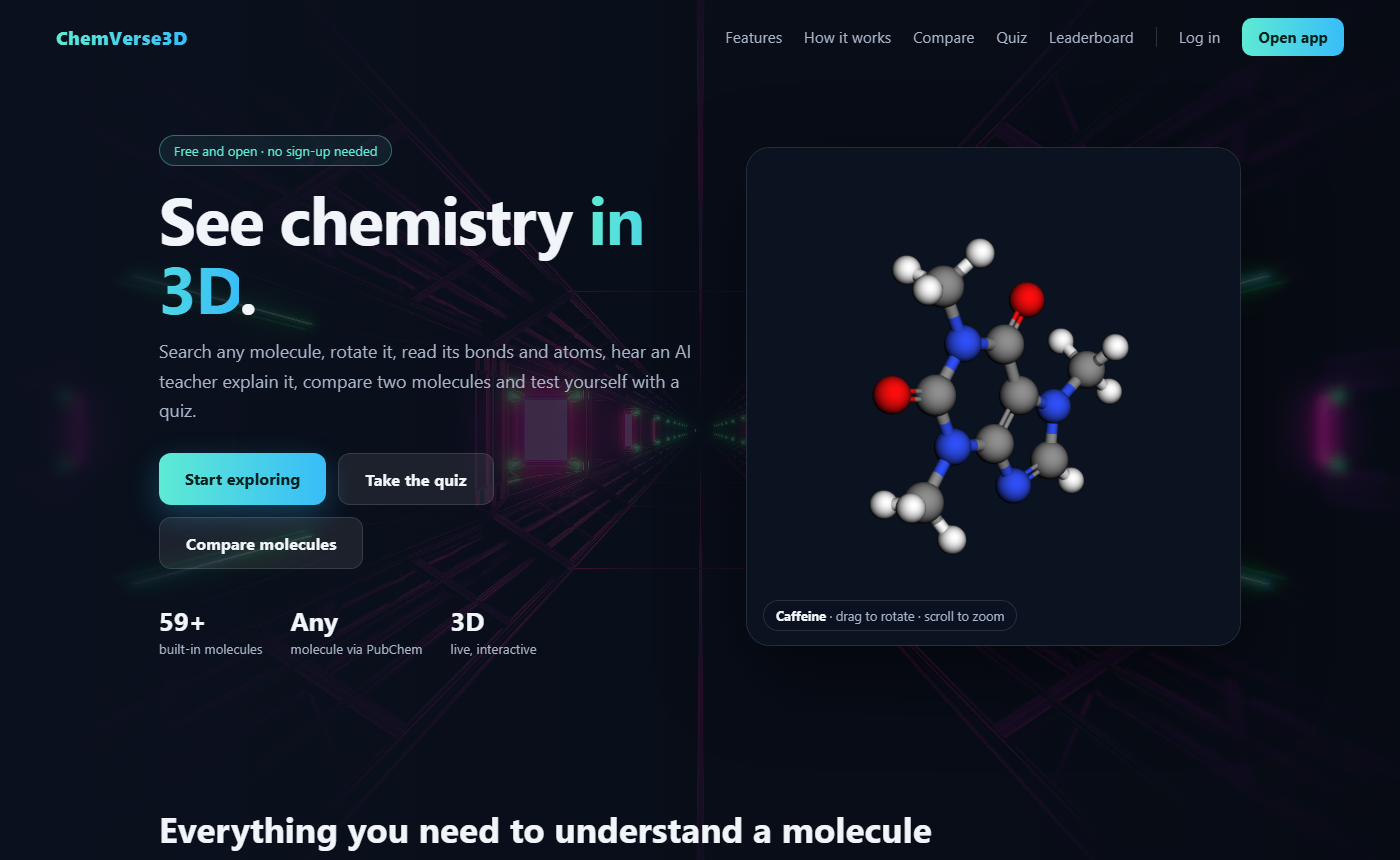 ChemVerse3D
Features How it works Compare Quiz Leaderboard Log in Open app
Free and open · no sign-up needed
See chemistry in
3D.
Search any molecule, rotate it, read its bonds and atoms, hear an AI
teacher explain it, compare two molecules and test yourself with a
quiz.
Start exploring Take the quiz
Compare molecules
59+ Any 3D
built-in molecules molecule via PubChem live, interactive
Caffeine · drag to rotate · scroll to zoom
Everything you need to understand a molecule